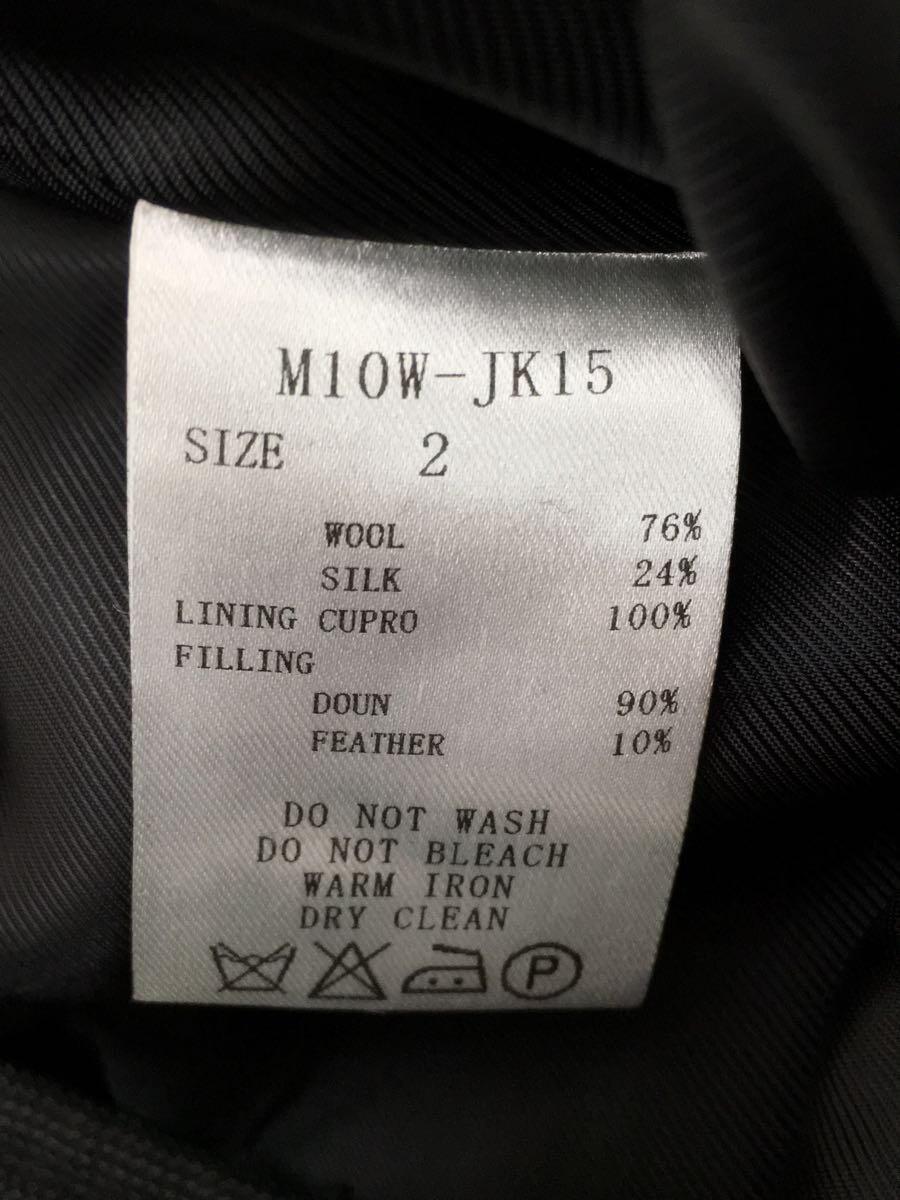 M10W-JK15
SIZE 2
WOOL 76%
SILK 24%
LINING CUPRO 100%
FILLING
DOUN 90%
FEATHER 10%
DO NOT WASH
DO NOT BLEACH
WARM IRON
DRY CLEAN
P